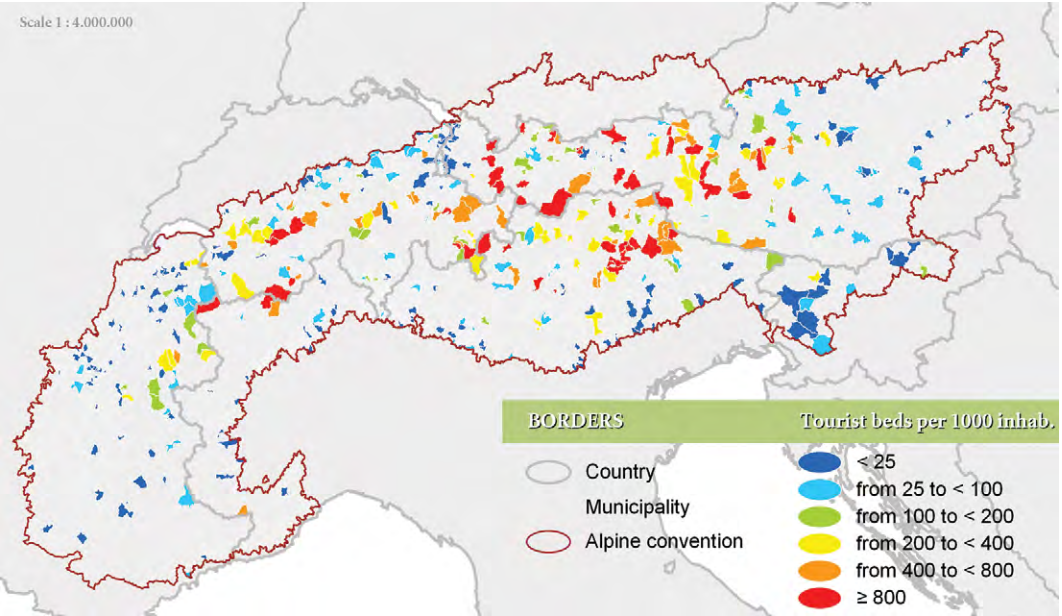 Scale 1 : 4.000.000
BORDERS
Country
Municipality
Alpine convention
Tourist beds per 1000 inhab.
< 25
from 25 to < 100
from 100 to < 200
from 200 to < 400
from 400 to < 800
≥ 800